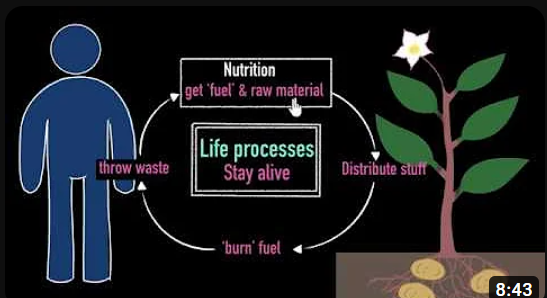 Nutrition
get 'fuel' & raw material
Life processes
Stay alive
throw waste
Distribute stuff
'burn' fuel
8:43